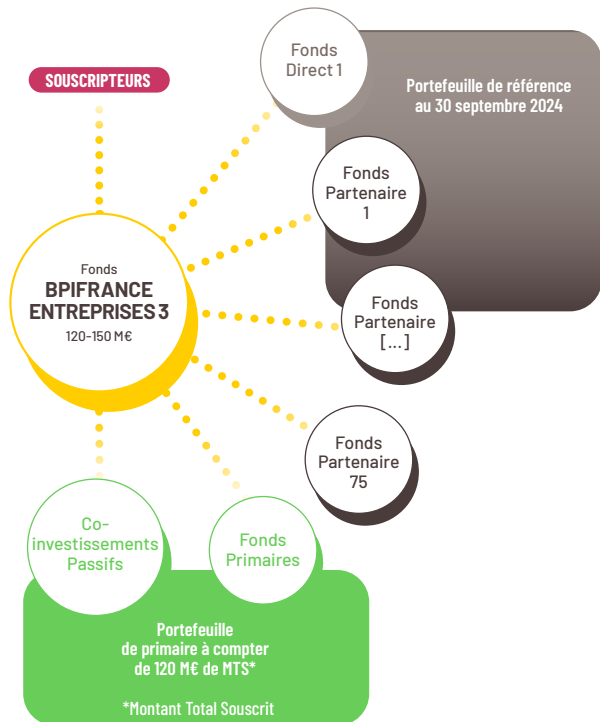 Fonds
Direct 1
SOUSCRIPTEURS
Portefeuille de référence
au 30 septembre 2024
Fonds
Partenaire
1
Fonds
BPIFRANCE
ENTREPRISES 3
120-150 M€
Fonds
Partenaire
[...]
Fonds
Partenaire
75
Co-
investissements
Passifs
Fonds
Primaires
Portefeuille
de primaire à compter
de 120 M€ de MTS*
*Montant Total Souscrit